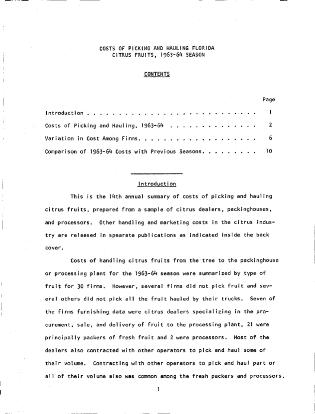 COSTS OF PICKING AND HAULING FLORIDA
CITRUS FRUITS, 1963-64 SEASON
CONTENTS
Page
Introduction . . . . . . . . . . . . . . . . . . . . . . . . . . . . 1
Costs of Picking and Hauling, 1963-64 . . . . . . . . . . . . . . . 2
Variation in Cost Among Firms. . . . . . . . . . . . . . . . . . . . 6
Comparison of 1963-64 Costs with Previous Seasons. . . . . . . . . 10
Introduction
This is the 14th annual summary of costs of picking and hauling
citrus fruits, prepared from a sample of citrus dealers, packinghouses,
and processors. Other handling and marketing costs in the citrus indus-
try are released in spearate publications as indicated inside the back
cover.
Costs of handling citrus fruits from the tree to the packinghouse
or processing plant for the 1963-64 season were summarized by type of
fruit for 30 firms. However, several firms did not pick fruit and sev-
eral others did not pick all the fruit hauled by their trucks. Seven of
the firms furnishing data were citrus dealers specializing in the pro-
curement, sale, and delivery of fruit to the processing plant, 21 were
principally packers of fresh fruit and 2 were processors. Most of the
dealers also contracted with other operators to pick and haul some of
their volume. Contracting with other operators to pick and haul part or
all of their volume also was common among the fresh packers and processors.
1